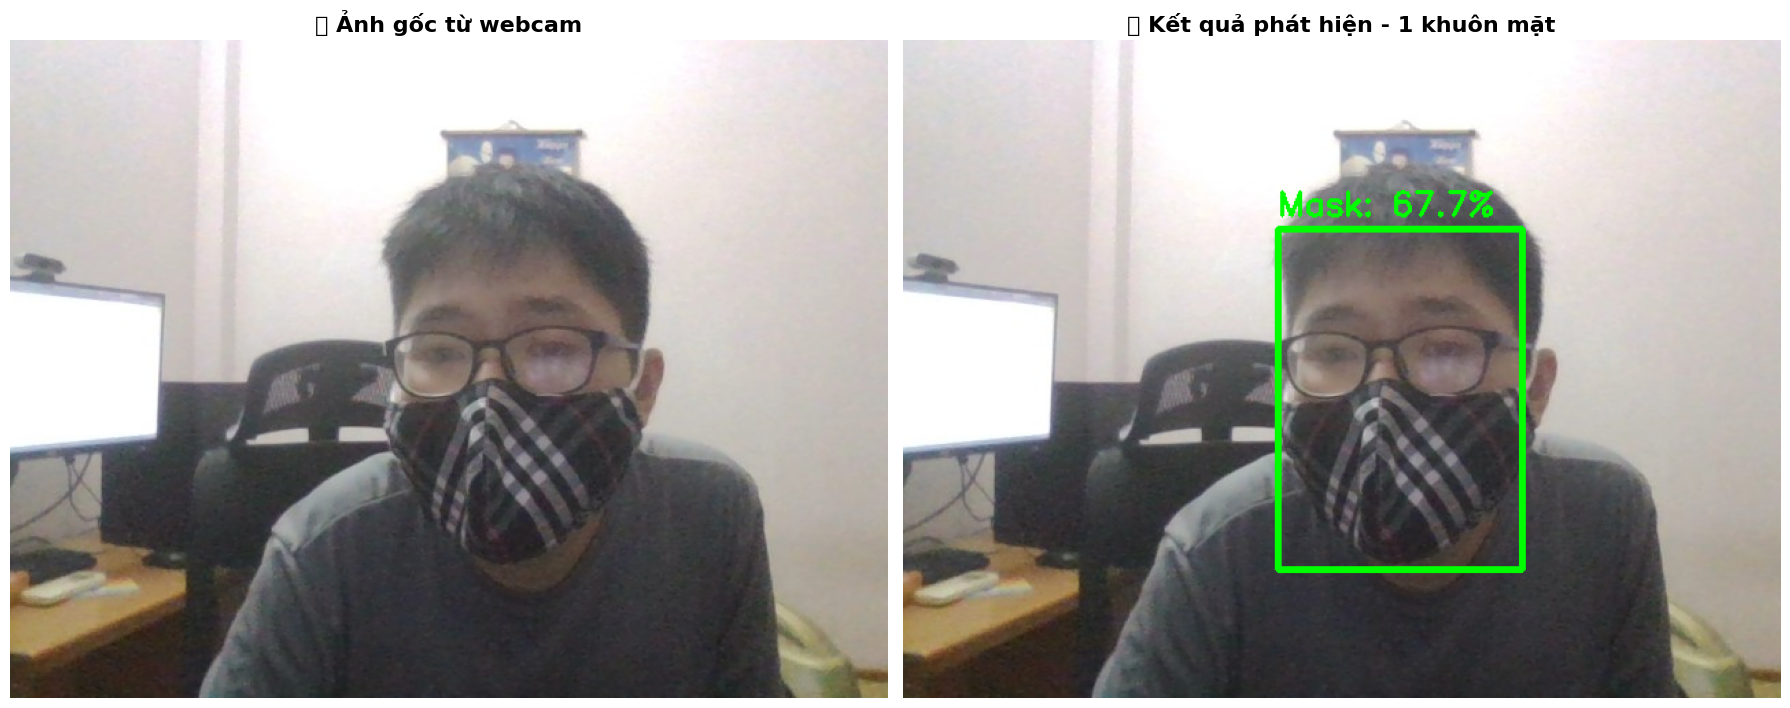 Ảnh gốc từ webcam
Kết quả phát hiện - 1 khuôn mặt
Mask: 67.7%